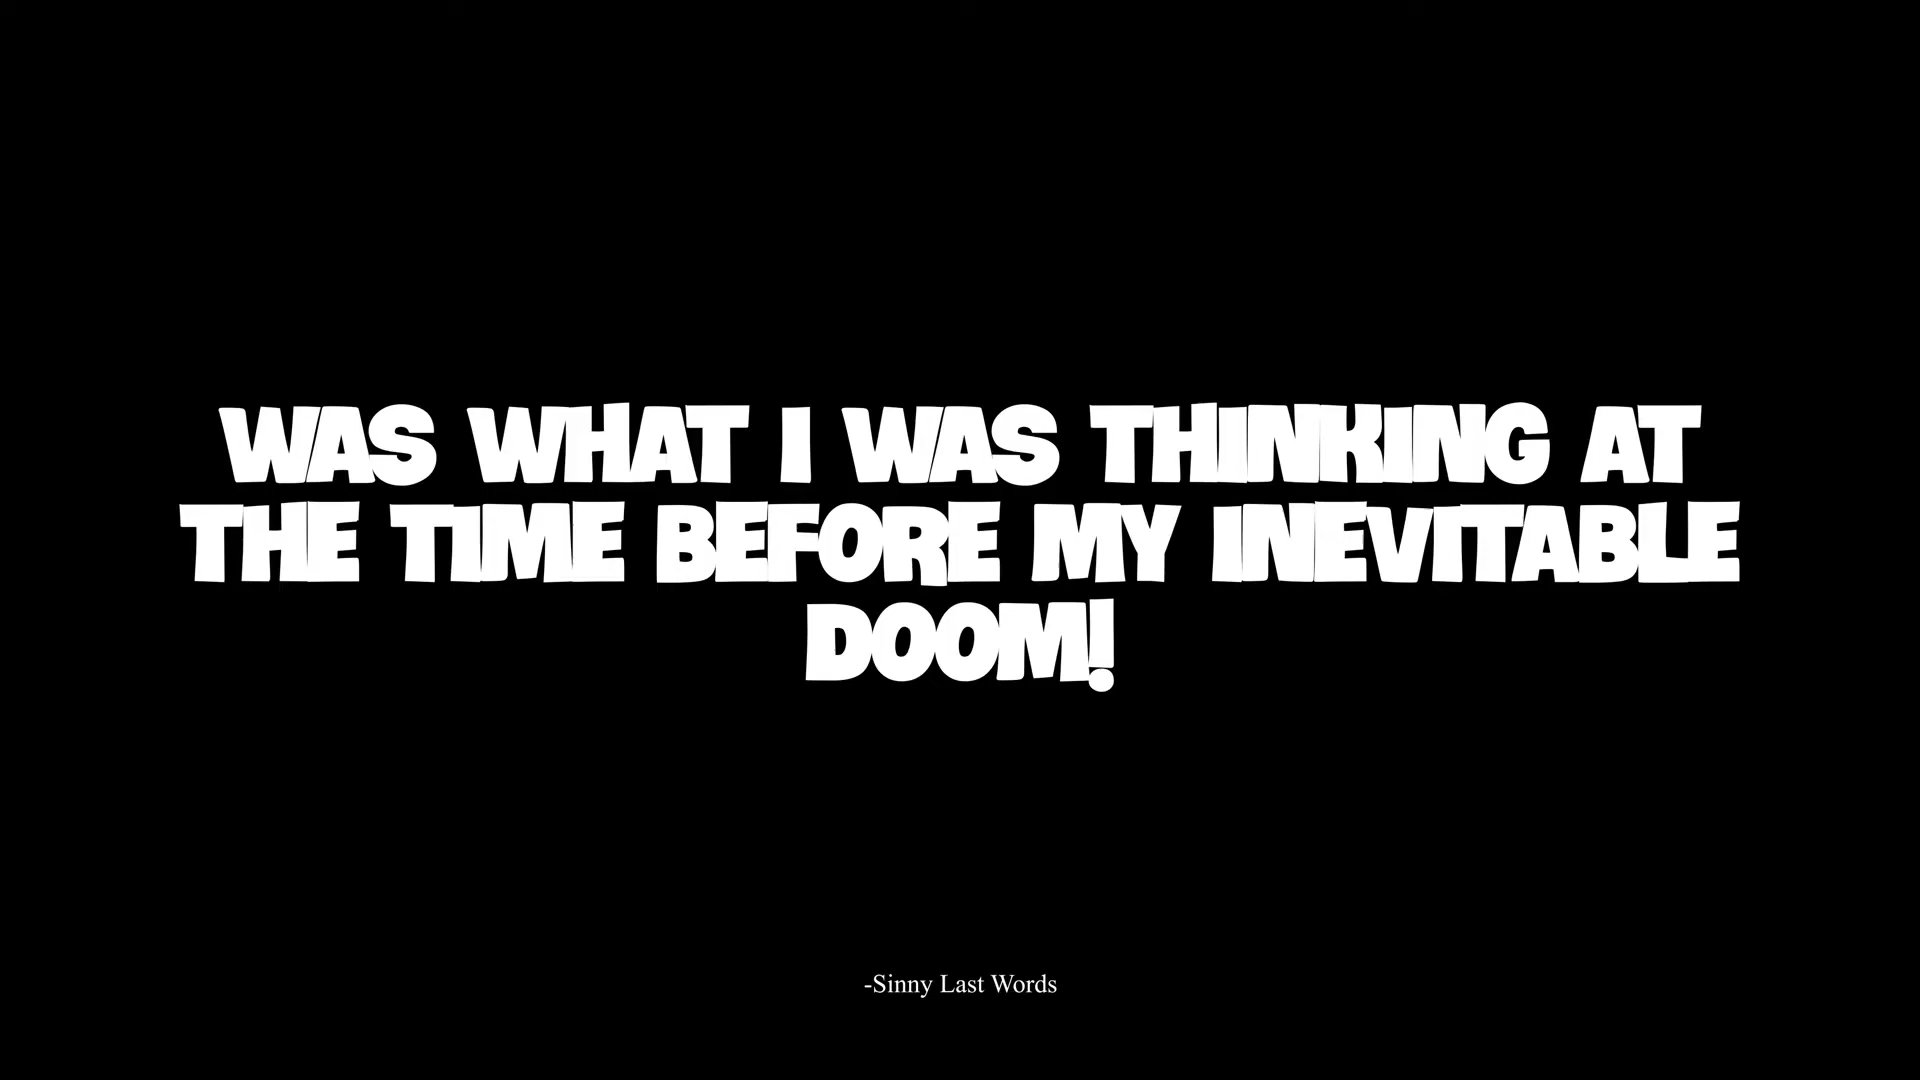 WAS WHAT I WAS THINKING AT
THE TIME BEFORE MY INEVITABLE
DOOM!
-Sinny Last Words